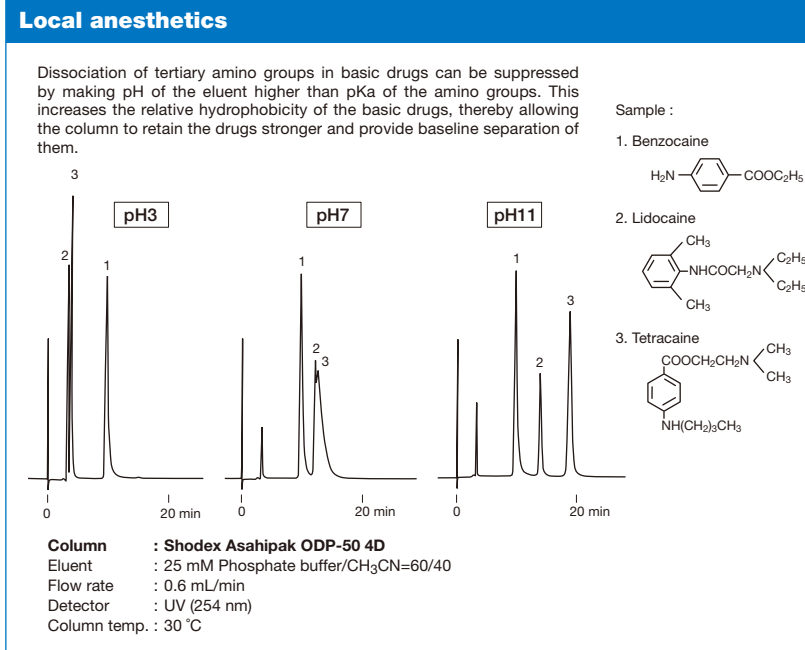 Local anesthetics
Dissociation of tertiary amino groups in basic drugs can be suppressed
by making pH of the eluent higher than pKa of the amino groups. This
increases the relative hydrophobicity of the basic drugs, thereby allowing
the column to retain the drugs stronger and provide baseline separation of
them.
3
2
1
pH3
0
20 min
pH7
1
2
3
0
20 min
pH11
1
2
3
0
20 min
Sample :
1. Benzocaine
H₂N
COOC₂H₅
2. Lidocaine
CH₃
NHCOCH₂N
C₂H₅
C₂H₅
CH₃
3. Tetracaine
COOCH₂CH₂N
CH₃
CH₃
NH(CH₂)₃CH₃
Column : Shodex Asahipak ODP-50 4D
Eluent : 25 mM Phosphate buffer/CH₃CN=60/40
Flow rate : 0.6 mL/min
Detector : UV (254 nm)
Column temp. : 30 ˚C